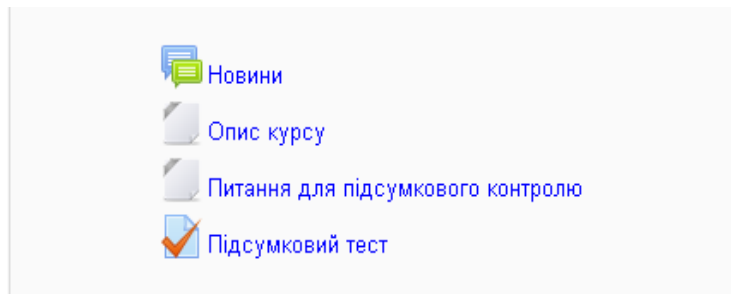 Новини
Опис курсу
Питання для підсумкового контролю
Підсумковий тест